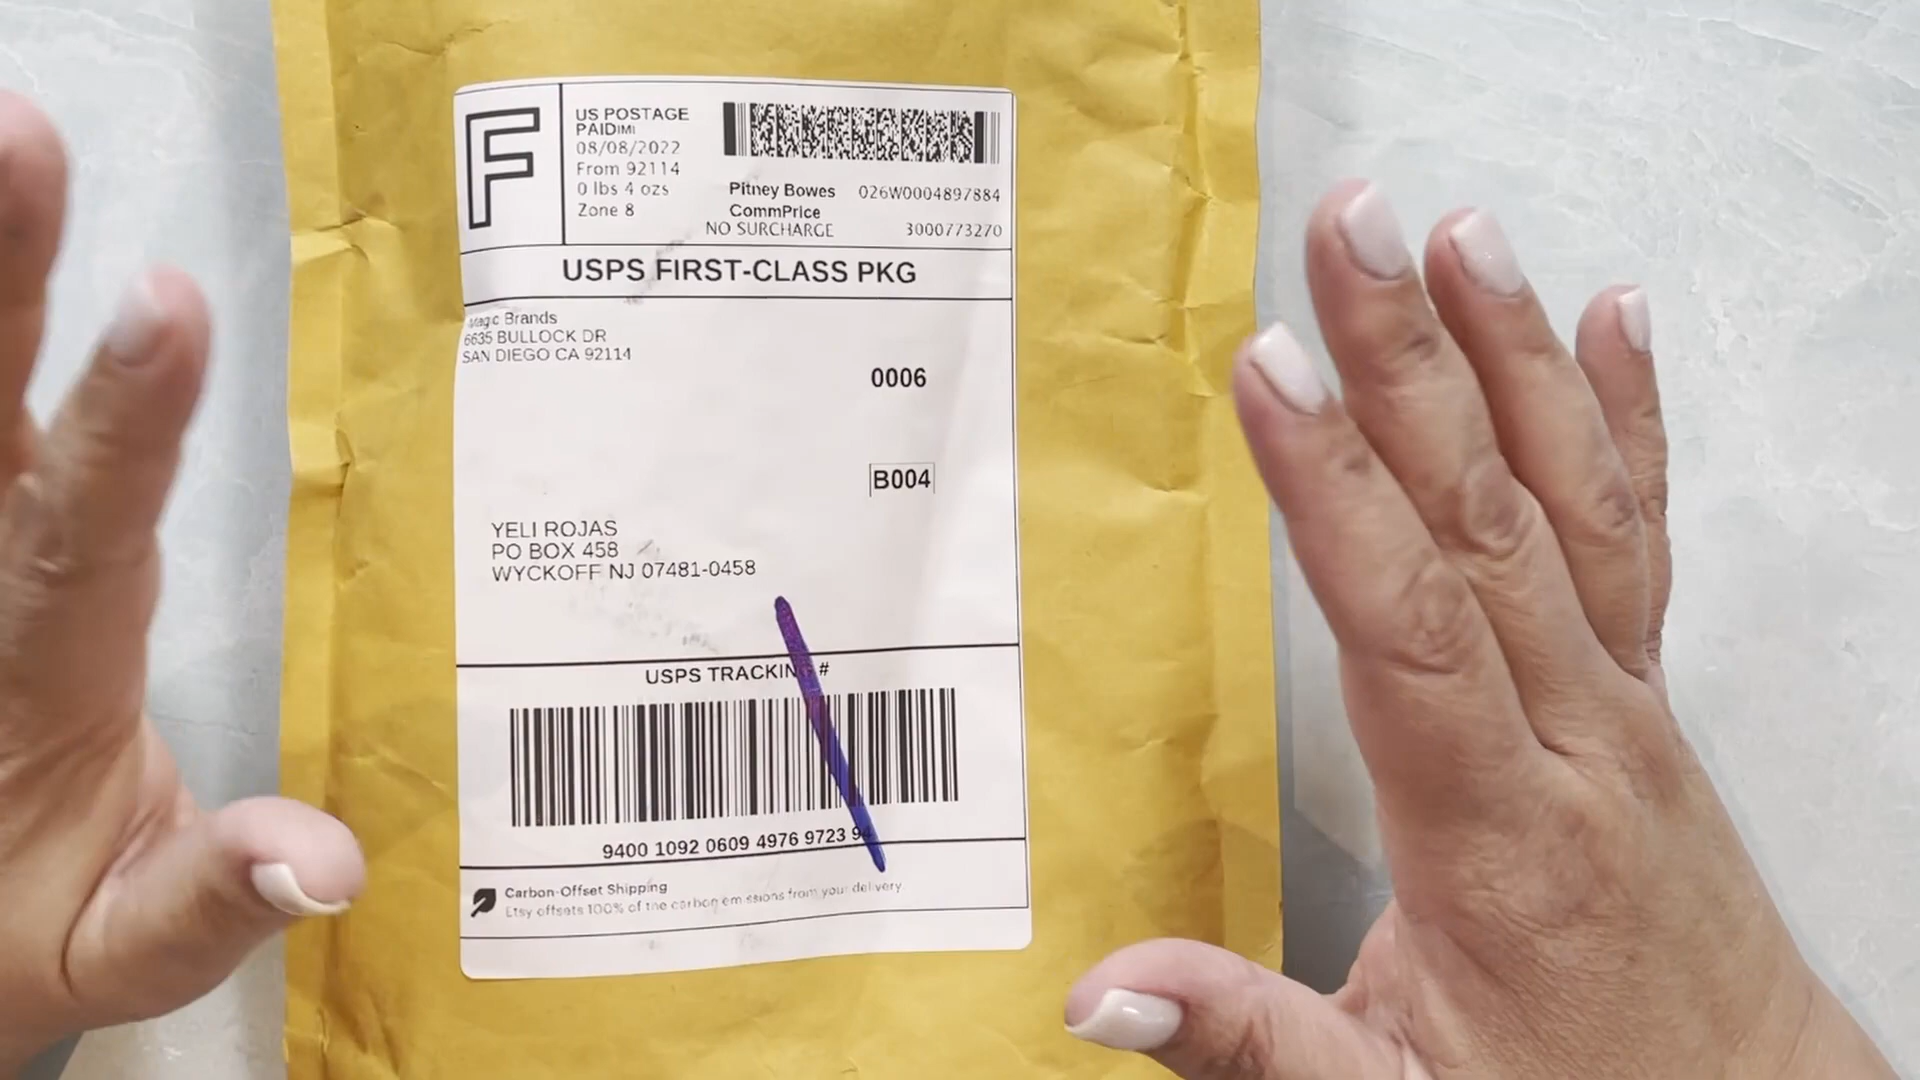 F
US POSTAGE
PAID IMI
08/08/2022
From 92114
0 lbs 4 ozs
Zone 8
Pitney Bowes 026W0004897884
CommPrice
NO SURCHARGE 3000773270
USPS FIRST-CLASS PKG
Magic Brands
6635 BULLOCK DR
SAN DIEGO CA 92114
0006
B004
YELI ROJAS
PO BOX 458
WYCKOFF NJ 07481-0458
USPS TRACKING #
9400 1092 0609 4976 9723 94
Carbon-Offset Shipping
Etsy offsets 100% of the carbon emissions from your delivery.